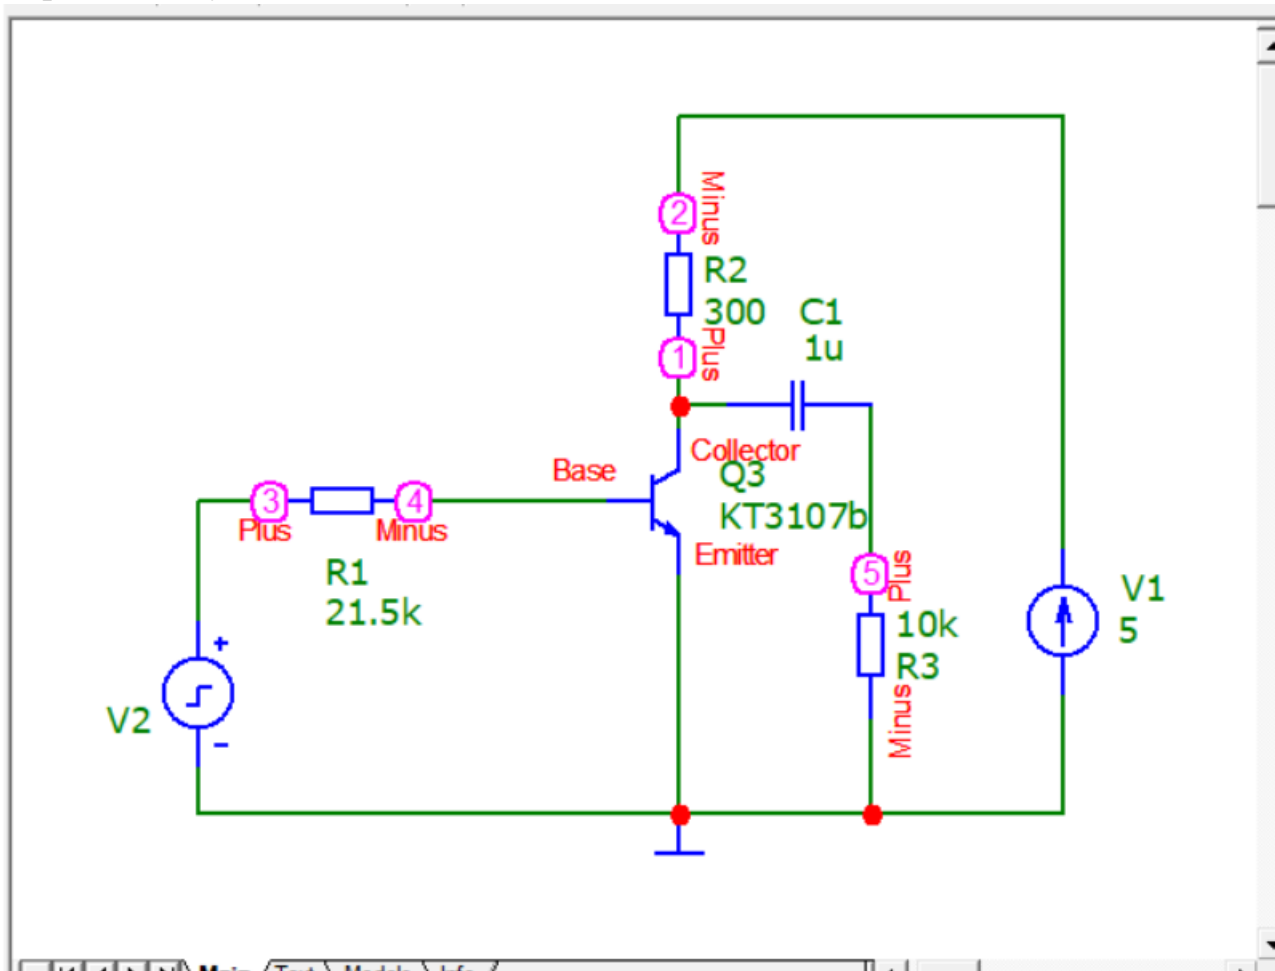 Minus
2
R2
300
C1
1u
Plus
1
Collector
Base
Q3
KT3107b
3
4
Plus
Minus
Emitter
R1
21.5k
5
Plus
V1
5
10k
R3
+
V2
−
Minus